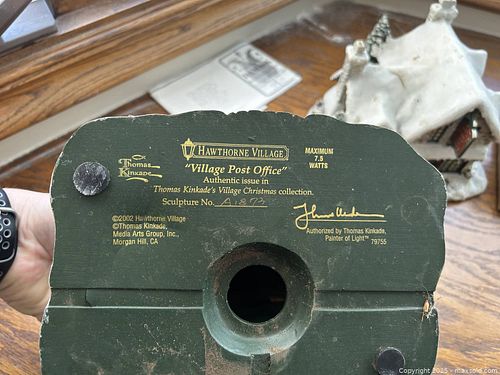 HAWTHORNE VILLAGE
Thomas
Kinkade
"Village Post Office"
Authentic issue in
Thomas Kinkade's Village Christmas collection.
Sculpture No.
MAXIMUM
7.5
WATTS
©2002 Hawthorne Village
©Thomas Kinkade,
Media Arts Group, Inc.,
Morgan Hill, CA
Authorized by Thomas Kinkade,
Painter of Light™
79755
Copyright 2025 - maxsold.com